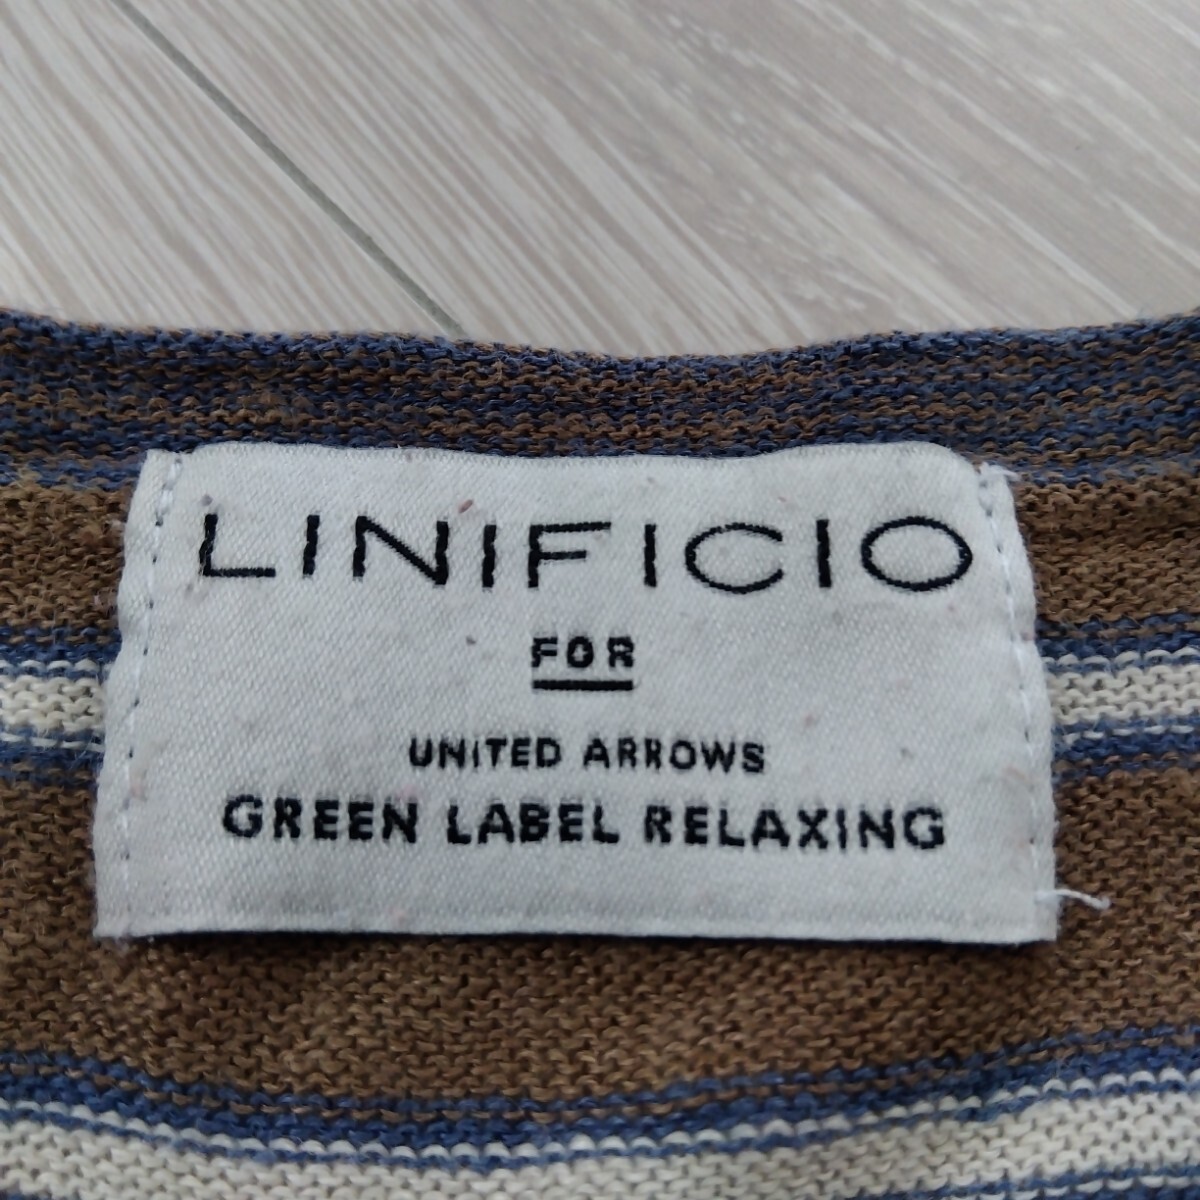 LINIFICIO
FOR
UNITED ARROWS
GREEN LABEL RELAXING